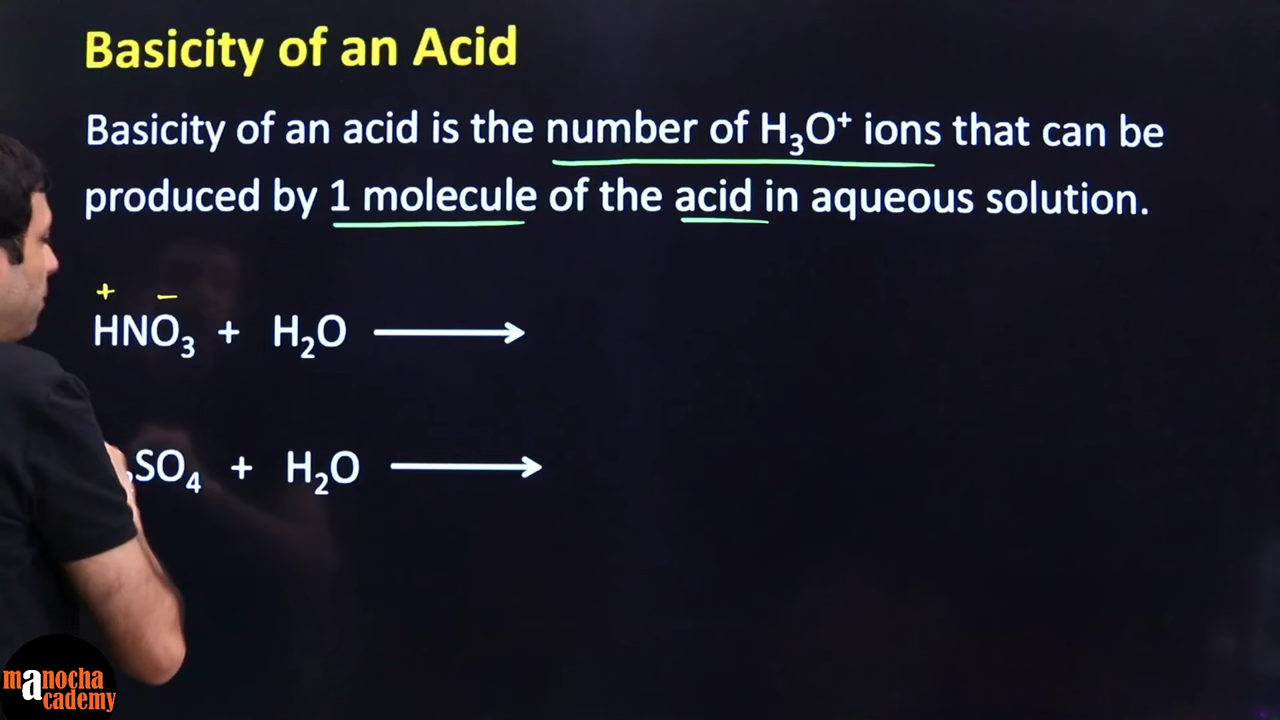 Basicity of an Acid
Basicity of an acid is the number of H₃O⁺ ions that can be
produced by 1 molecule of the acid in aqueous solution.
+ −
HNO₃ + H₂O ⟶
SO₄ + H₂O ⟶
manocha
academy